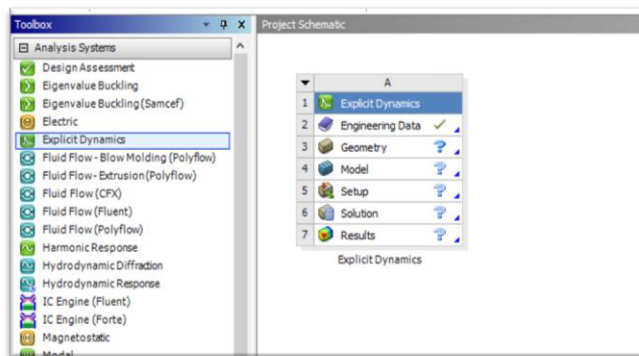 Toolbox
Project Schematic
Analysis Systems
Design Assessment
Eigenvalue Buckling
Eigenvalue Buckling (Samcef)
Electric
Explicit Dynamics
Fluid Flow - Blow Molding (Polyflow)
Fluid Flow - Extrusion (Polyflow)
Fluid Flow (CFX)
Fluid Flow (Fluent)
Fluid Flow (Polyflow)
Harmonic Response
Hydrodynamic Diffraction
Hydrodynamic Response
IC Engine (Fluent)
IC Engine (Forte)
Magnetostatic
Modal
A
1 Explicit Dynamics
2 Engineering Data
3 Geometry ?
4 Model ?
5 Setup ?
6 Solution ?
7 Results ?
Explicit Dynamics